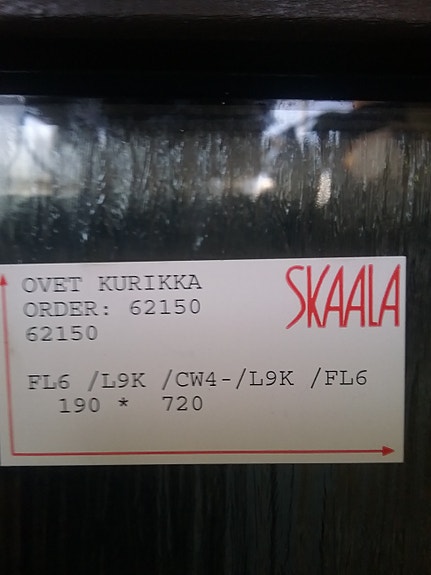 OVET KURIKKA
SKAALA
ORDER: 62150
62150
FL6 /L9K /CW4-/L9K /FL6
190 * 720